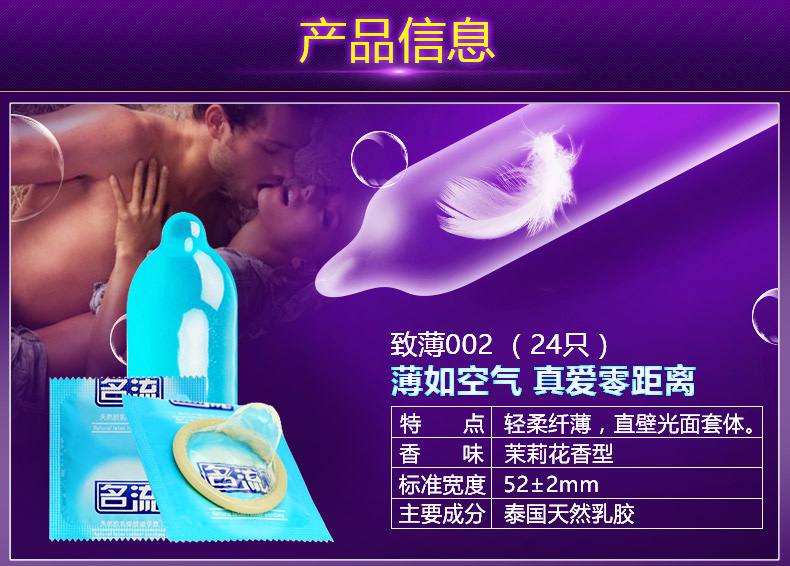 产品信息
致薄002 （24只）
薄如空气 真爱零距离
特 点 轻柔纤薄，直壁光面套体。
香 味 茉莉花香型
标准宽度 52±2mm
主要成分 泰国天然乳胶
名流
名流
名流